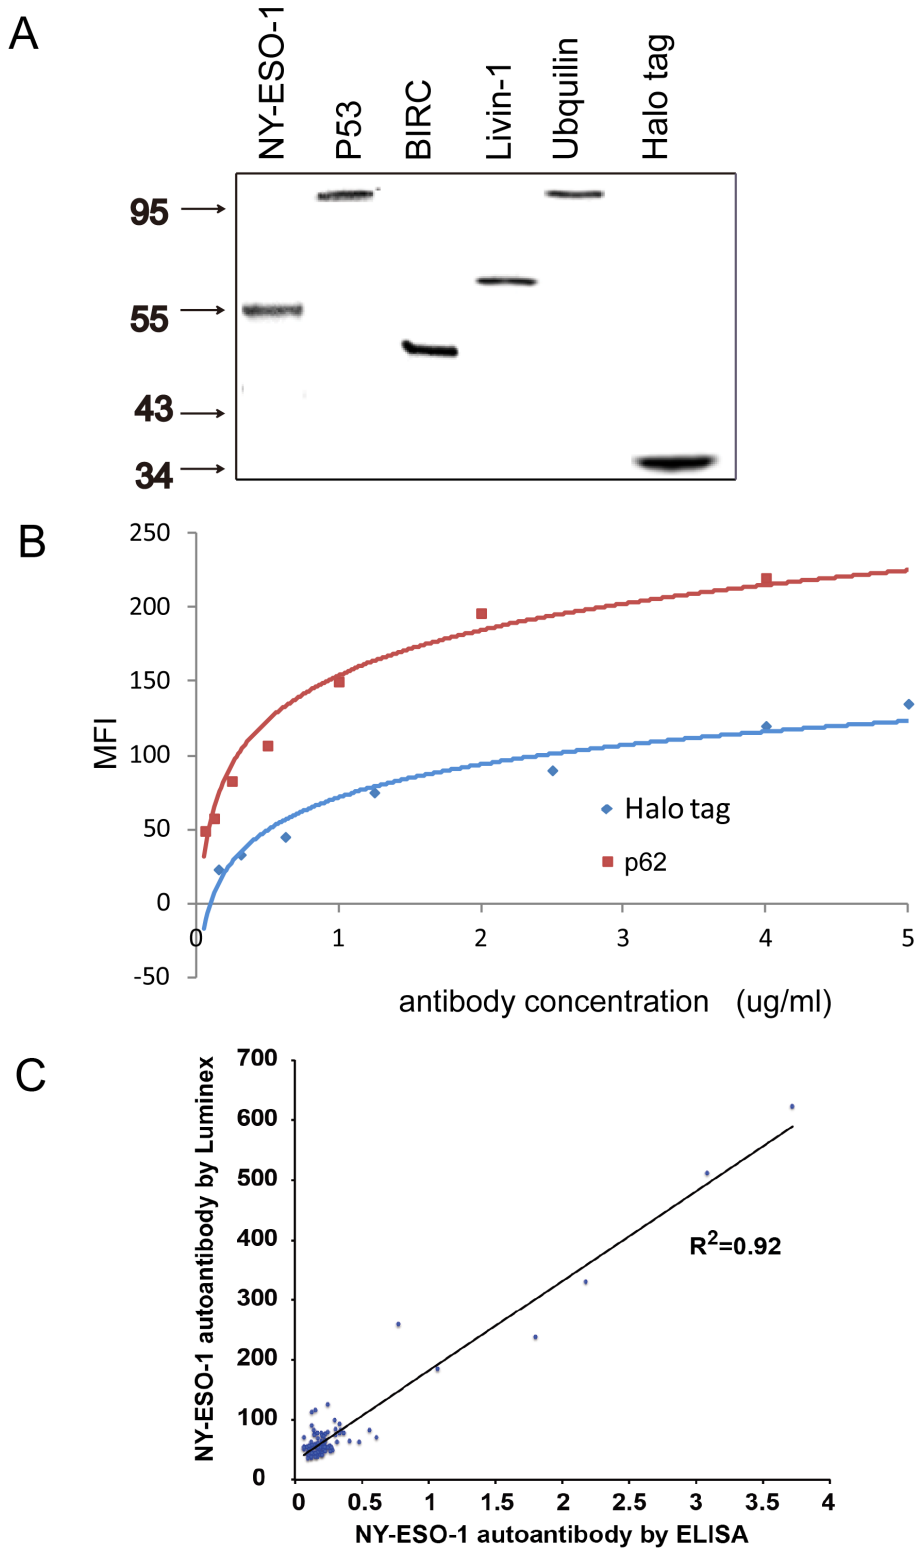 A
NY-ESO-1
P53
BIRC
Livin-1
Ubquilin
Halo tag
95
55
43
34
B
250
200
150
100
50
0
-50
MFI
0 1 2 3 4 5
Halo tag
p62
antibody concentration (ug/ml)
C
700
600
500
400
300
200
100
0
NY-ESO-1 autoantibody by Luminex
R2=0.92
0 0.5 1 1.5 2 2.5 3 3.5 4
NY-ESO-1 autoantibody by ELISA